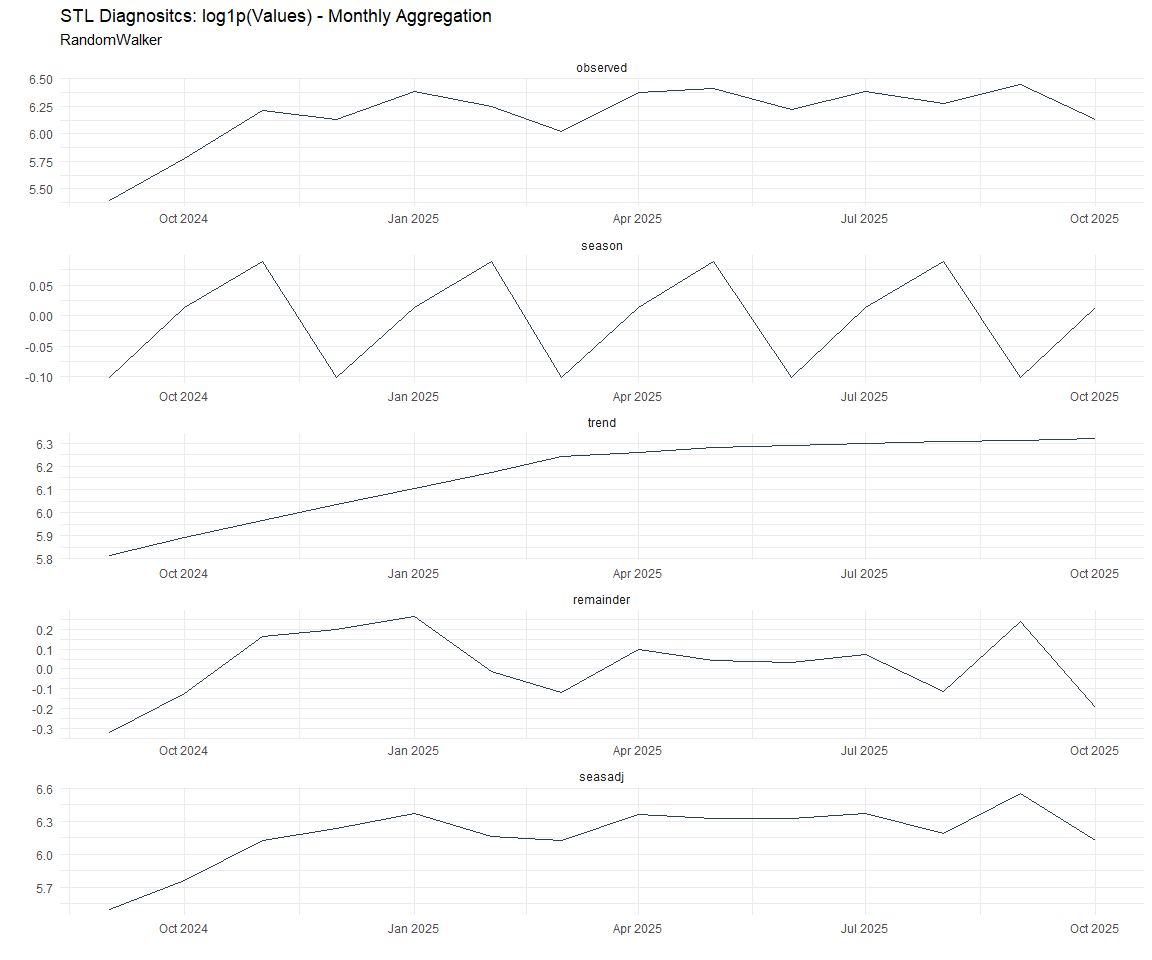 STL Diagnositcs: log1p(Values) - Monthly Aggregation
RandomWalker
observed
6.50
6.25
6.00
5.75
5.50
Oct 2024 Jan 2025 Apr 2025 Jul 2025 Oct 2025
season
0.05
0.00
-0.05
-0.10
Oct 2024 Jan 2025 Apr 2025 Jul 2025 Oct 2025
trend
6.3
6.2
6.1
6.0
5.9
5.8
Oct 2024 Jan 2025 Apr 2025 Jul 2025 Oct 2025
remainder
0.2
0.1
0.0
-0.1
-0.2
-0.3
Oct 2024 Jan 2025 Apr 2025 Jul 2025 Oct 2025
seasadj
6.6
6.3
6.0
5.7
Oct 2024 Jan 2025 Apr 2025 Jul 2025 Oct 2025